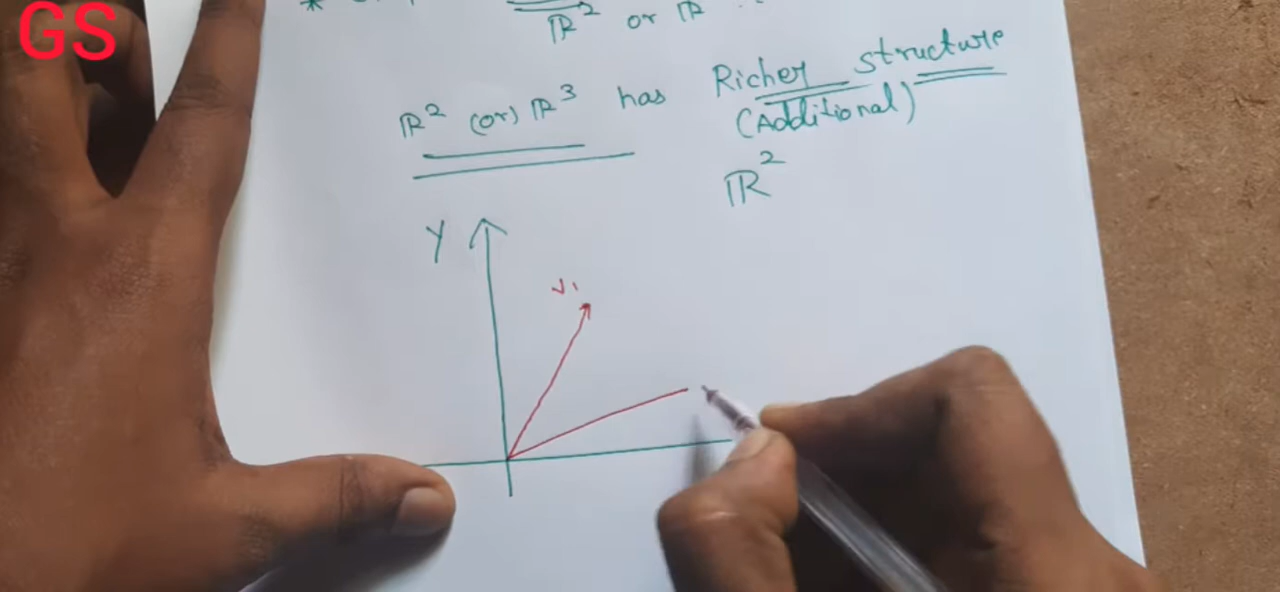 GS
ℝ² or ℝ
ℝ² (or) ℝ³ has Richer structure
(Additional)
ℝ²
Y
V₁